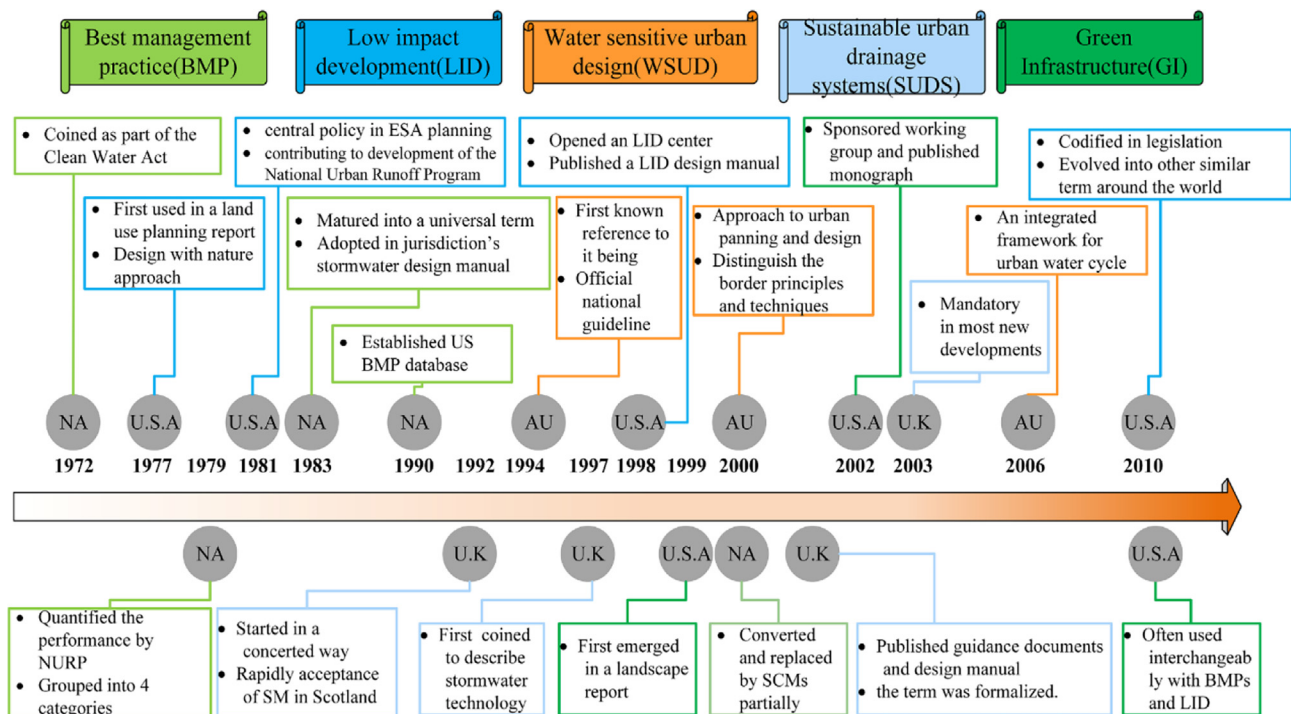 Best management
practice(BMP)
Low impact
development(LID)
Water sensitive urban
design(WSUD)
Sustainable urban
drainage
systems(SUDS)
Green
Infrastructure(GI)
• Coined as part of the
Clean Water Act
• central policy in ESA planning
• contributing to development of the
National Urban Runoff Program
• Opened an LID center
• Published a LID design manual
• Sponsored working
group and published
monograph
• Codified in legislation
• Evolved into other similar
term around the world
• First used in a land
use planning report
• Design with nature
approach
• Matured into a universal term
• Adopted in jurisdiction's
stormwater design manual
• First known
reference to
it being
• Official
national
guideline
• Approach to urban
panning and design
• Distinguish the
border principles
and techniques
• An integrated
framework for
urban water cycle
• Mandatory
in most new
developments
• Established US
BMP database
NA
U.S.A
U.S.A
NA
NA
AU
U.S.A
AU
U.S.A
U.K
AU
U.S.A
1972 1977 1979 1981 1983 1990 1992 1994 1997 1998 1999 2000 2002 2003 2006 2010
NA
U.K
U.K
U.S.A
NA
U.K
U.S.A
• Quantified the
performance by
NURP
• Grouped into 4
categories
• Started in a
concerted way
• Rapidly acceptance
of SM in Scotland
• First coined
to describe
stormwater
technology
• First emerged
in a landscape
report
• Converted
and replaced
by SCMs
partially
• Published guidance documents
and design manual
• the term was formalized.
• Often used
interchangeab
ly with BMPs
and LID